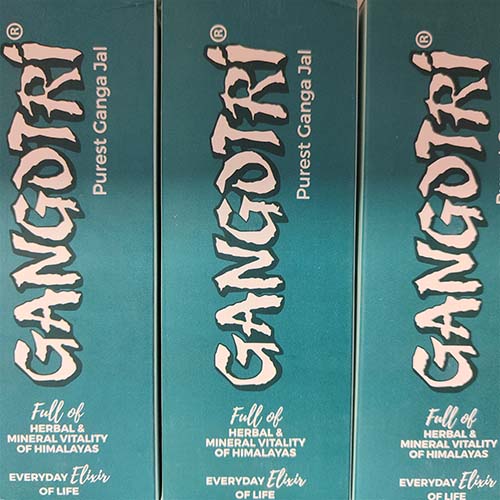 GANGOTRI®
Purest Ganga Jal
Full of
HERBAL &
MINERAL VITALITY
OF HIMALAYAS
EVERYDAY Elixir
OF LIFE
GANGOTRI®
Purest Ganga Jal
Full of
HERBAL &
MINERAL VITALITY
OF HIMALAYAS
EVERYDAY Elixir
OF LIFE
GANGOTRI®
Full of
HERBAL &
MINERAL VITALITY
OF HIMALAYAS
EVERYDAY Elixir
OF LIFE